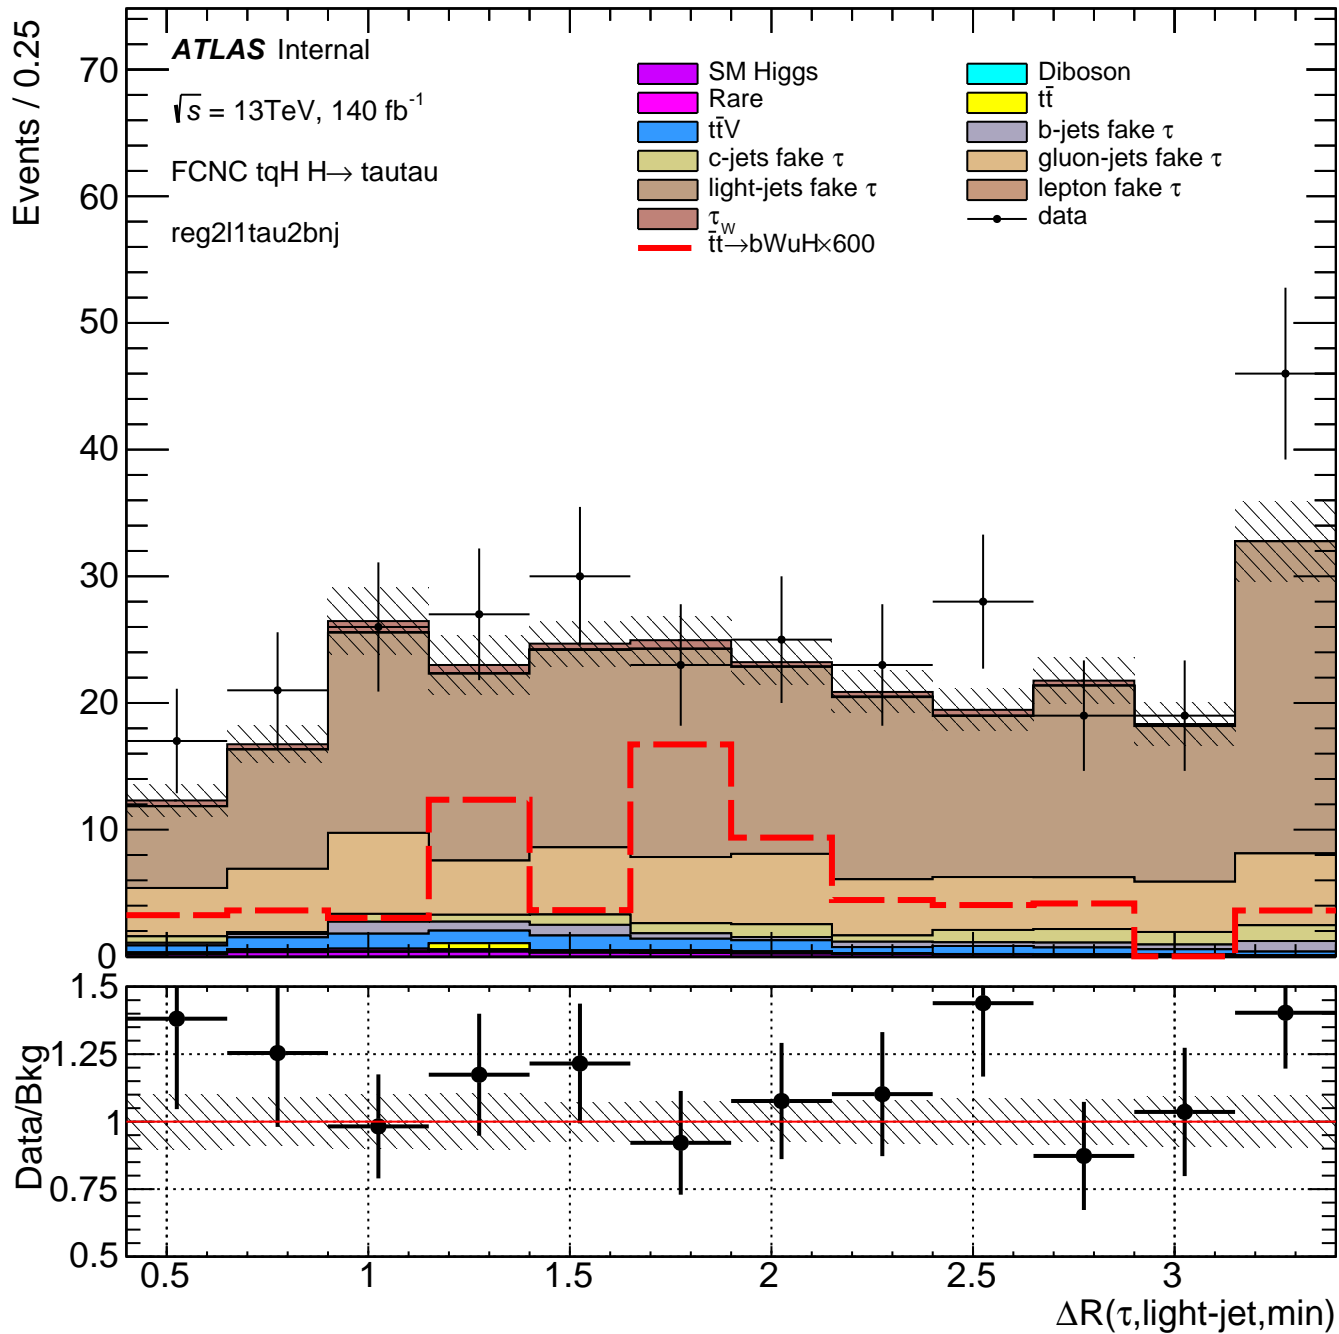 Events / 0.25
ATLAS Internal
√s = 13TeV, 140 fb⁻¹
FCNC tqH H→ tautau
reg2l1tau2bnj
SM Higgs
Rare
tt̄V
c-jets fake τ
light-jets fake τ
τ_W
t̄t→bWuH×600
Diboson
tt̄
b-jets fake τ
gluon-jets fake τ
lepton fake τ
data
70
60
50
40
30
20
10
0
Data/Bkg
1.5
1.25
1
0.75
0.5
0.5 1 1.5 2 2.5 3
ΔR(τ,light-jet,min)